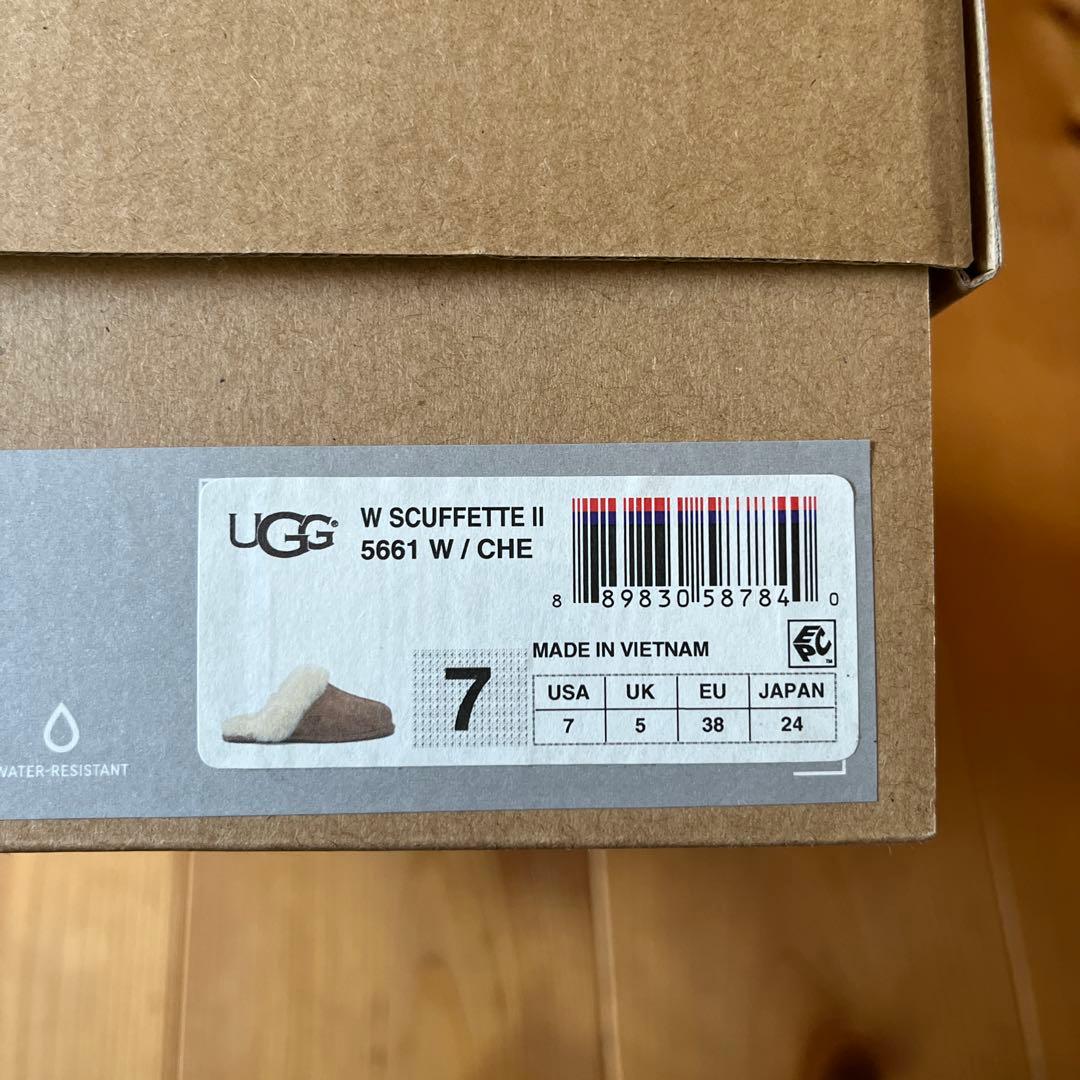 UGG®
W SCUFFETTE II
5661 W / CHE
8 89830 58784 0
MADE IN VIETNAM
EPC™
7
USA UK EU JAPAN
7 5 38 24
WATER-RESISTANT